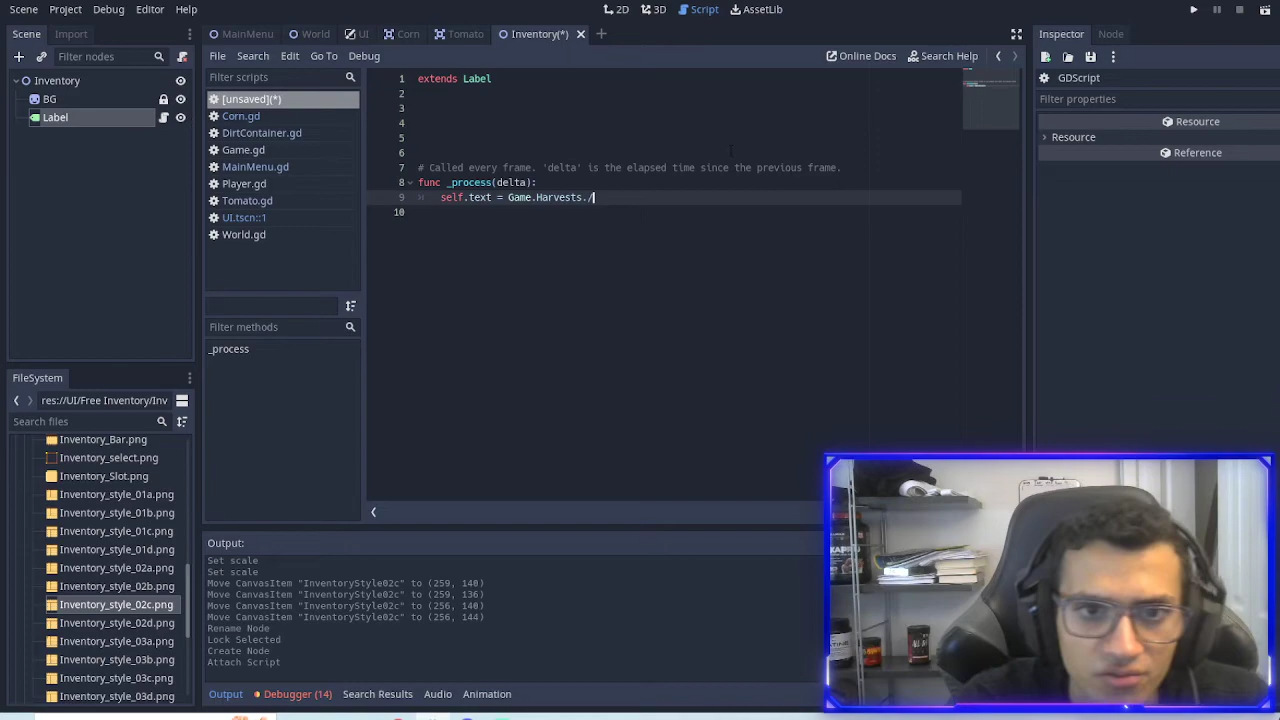 Scene Project Debug Editor Help
2D 3D Script AssetLib
Scene Import
MainMenu World UI Corn Tomato Inventory(*)
Inspector Node
Filter nodes
File Search Edit Go To Debug
Online Docs Search Help
Filter scripts
GDScript
Inventory
BG
Label
Filter properties
[unsaved](*)
Corn.gd
DirtContainer.gd
Game.gd
MainMenu.gd
Player.gd
Tomato.gd
UI.tscn::1
World.gd
Resource
Resource
Reference
1 extends Label
2
3
4
5
6
7 # Called every frame. 'delta' is the elapsed time since the previous frame.
8 func _process(delta):
9 self.text = Game.Harvests./
10
Filter methods
_process
FileSystem
res://UI/Free Inventory/Inv
Search files
Inventory_Bar.png
Inventory_select.png
Inventory_Slot.png
Inventory_style_01a.png
Inventory_style_01b.png
Inventory_style_01c.png
Inventory_style_01d.png
Inventory_style_02a.png
Inventory_style_02b.png
Inventory_style_02c.png
Inventory_style_02d.png
Inventory_style_03a.png
Inventory_style_03b.png
Inventory_style_03c.png
Inventory_style_03d.png
Output:
Set scale
Set scale
Move CanvasItem "InventoryStyle02c" to (259, 140)
Move CanvasItem "InventoryStyle02c" to (259, 136)
Move CanvasItem "InventoryStyle02c" to (256, 140)
Move CanvasItem "InventoryStyle02c" to (256, 144)
Rename Node
Lock Selected
Create Node
Attach Script
Output Debugger (14) Search Results Audio Animation